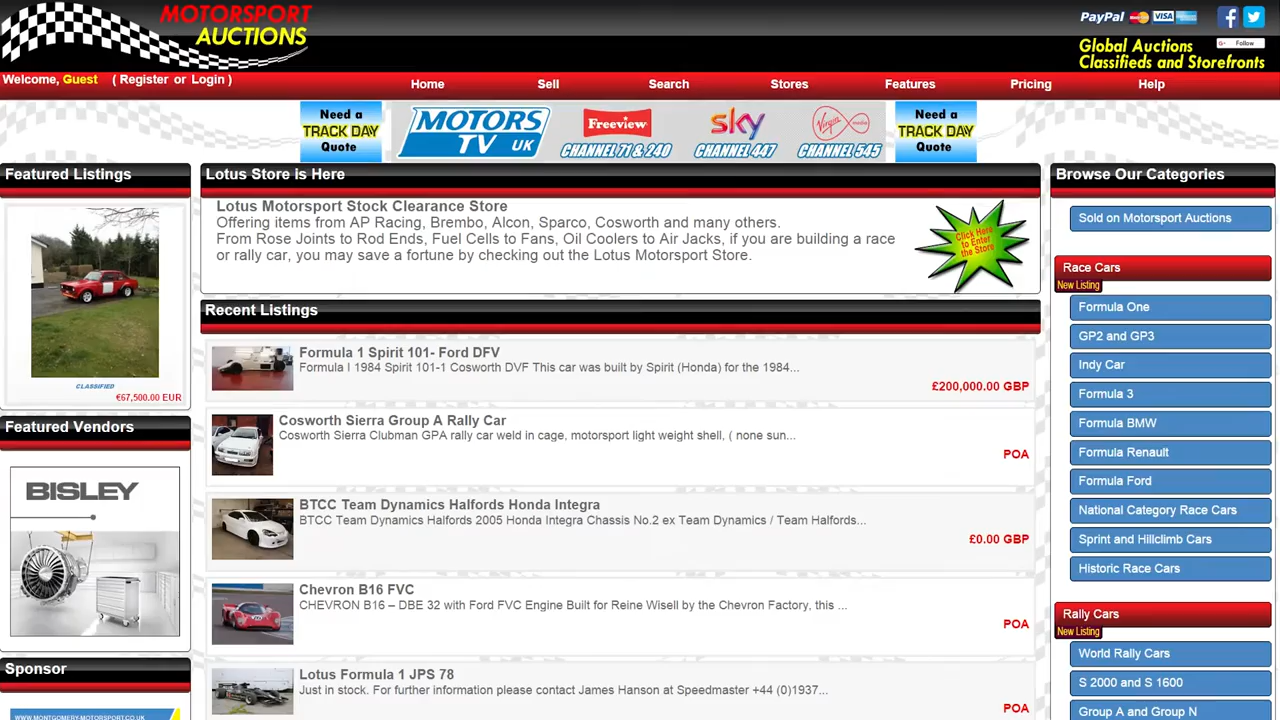 MOTORSPORT
AUCTIONS
PayPal VISA
Global Auctions
Follow
Classifieds and Storefronts
Welcome, Guest ( Register or Login )
Home Sell Search Stores Features Pricing Help
Need a
TRACK DAY
Quote
MOTORS
TV UK
Freeview
CHANNEL 71 & 240
sky
CHANNEL 447
Virgin media
CHANNEL 545
Need a
TRACK DAY
Quote
Featured Listings
CLASSIFIED
€67,500.00 EUR
Featured Vendors
BISLEY
Sponsor
WWW.MONTGOMERY-MOTORSPORT.CO.UK
Lotus Store is Here
Lotus Motorsport Stock Clearance Store
Offering items from AP Racing, Brembo, Alcon, Sparco, Cosworth and many others.
From Rose Joints to Rod Ends, Fuel Cells to Fans, Oil Coolers to Air Jacks, if you are building a race
or rally car, you may save a fortune by checking out the Lotus Motorsport Store.
Click Here
to Enter
the Store
Recent Listings
Formula 1 Spirit 101- Ford DFV
Formula I 1984 Spirit 101-1 Cosworth DVF This car was built by Spirit (Honda) for the 1984...
£200,000.00 GBP
Cosworth Sierra Group A Rally Car
Cosworth Sierra Clubman GPA rally car weld in cage, motorsport light weight shell, ( none sun...
POA
BTCC Team Dynamics Halfords Honda Integra
BTCC Team Dynamics Halfords 2005 Honda Integra Chassis No.2 ex Team Dynamics / Team Halfords...
£0.00 GBP
Chevron B16 FVC
CHEVRON B16 – DBE 32 with Ford FVC Engine Built for Reine Wisell by the Chevron Factory, this ...
POA
Lotus Formula 1 JPS 78
Just in stock. For further information please contact James Hanson at Speedmaster +44 (0)1937...
POA
Browse Our Categories
Sold on Motorsport Auctions
Race Cars
New Listing
Formula One
GP2 and GP3
Indy Car
Formula 3
Formula BMW
Formula Renault
Formula Ford
National Category Race Cars
Sprint and Hillclimb Cars
Historic Race Cars
Rally Cars
New Listing
World Rally Cars
S 2000 and S 1600
Group A and Group N